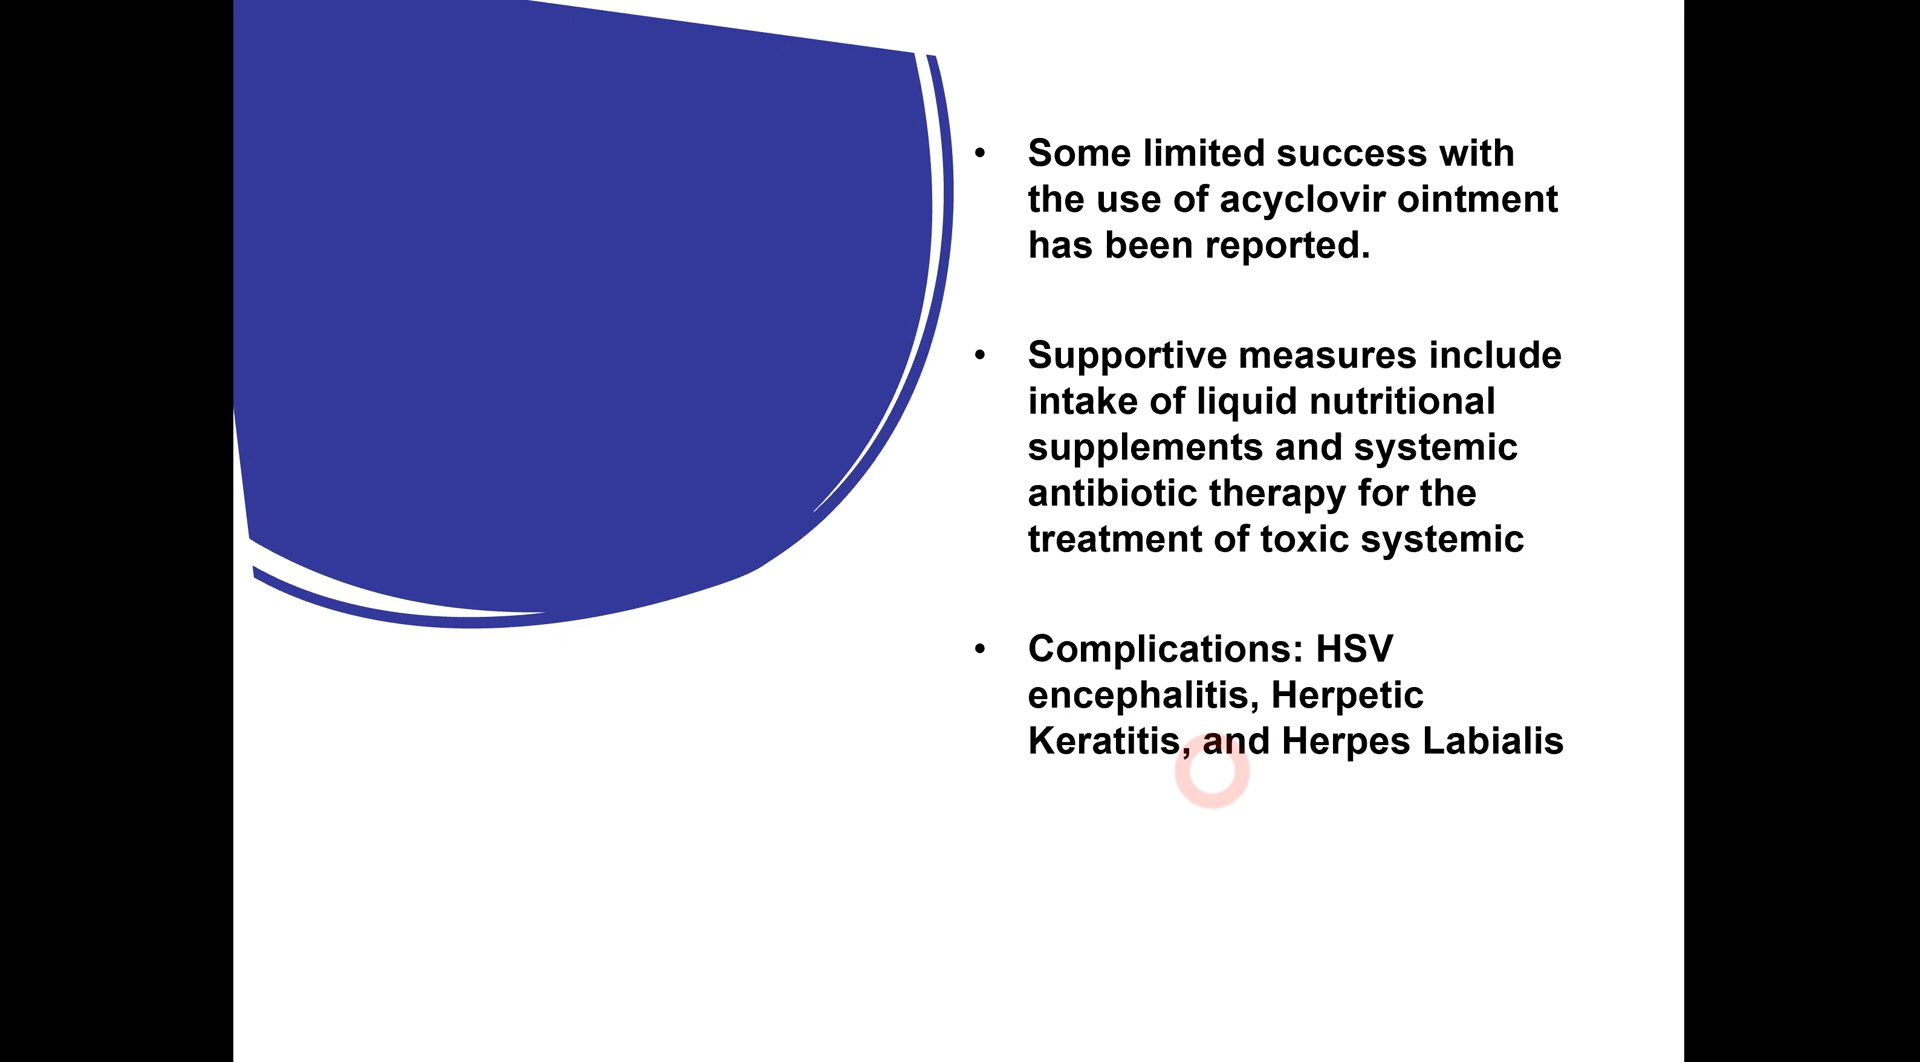 • Some limited success with
the use of acyclovir ointment
has been reported.
• Supportive measures include
intake of liquid nutritional
supplements and systemic
antibiotic therapy for the
treatment of toxic systemic
• Complications: HSV
encephalitis, Herpetic
Keratitis, and Herpes Labialis